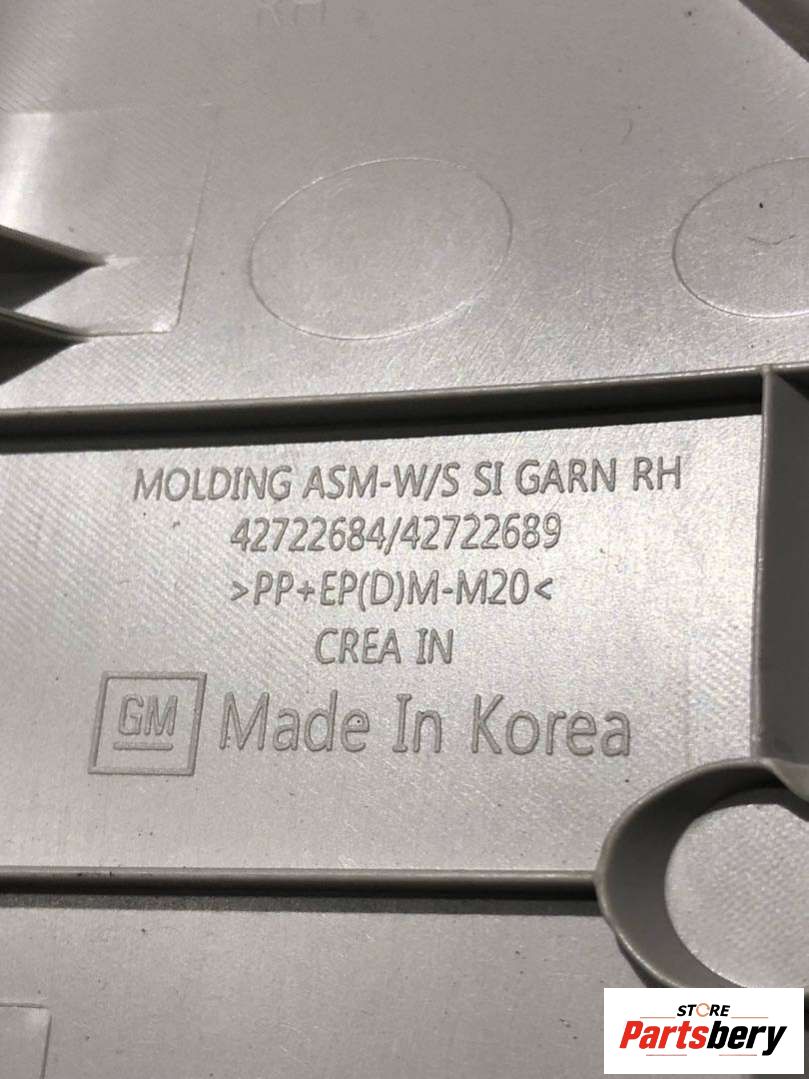 MOLDING ASM-W/S SI GARN RH
42722684/42722689
>PP+EP(D)M-M20<
CREA IN
GM Made In Korea
STORE
Partsbery